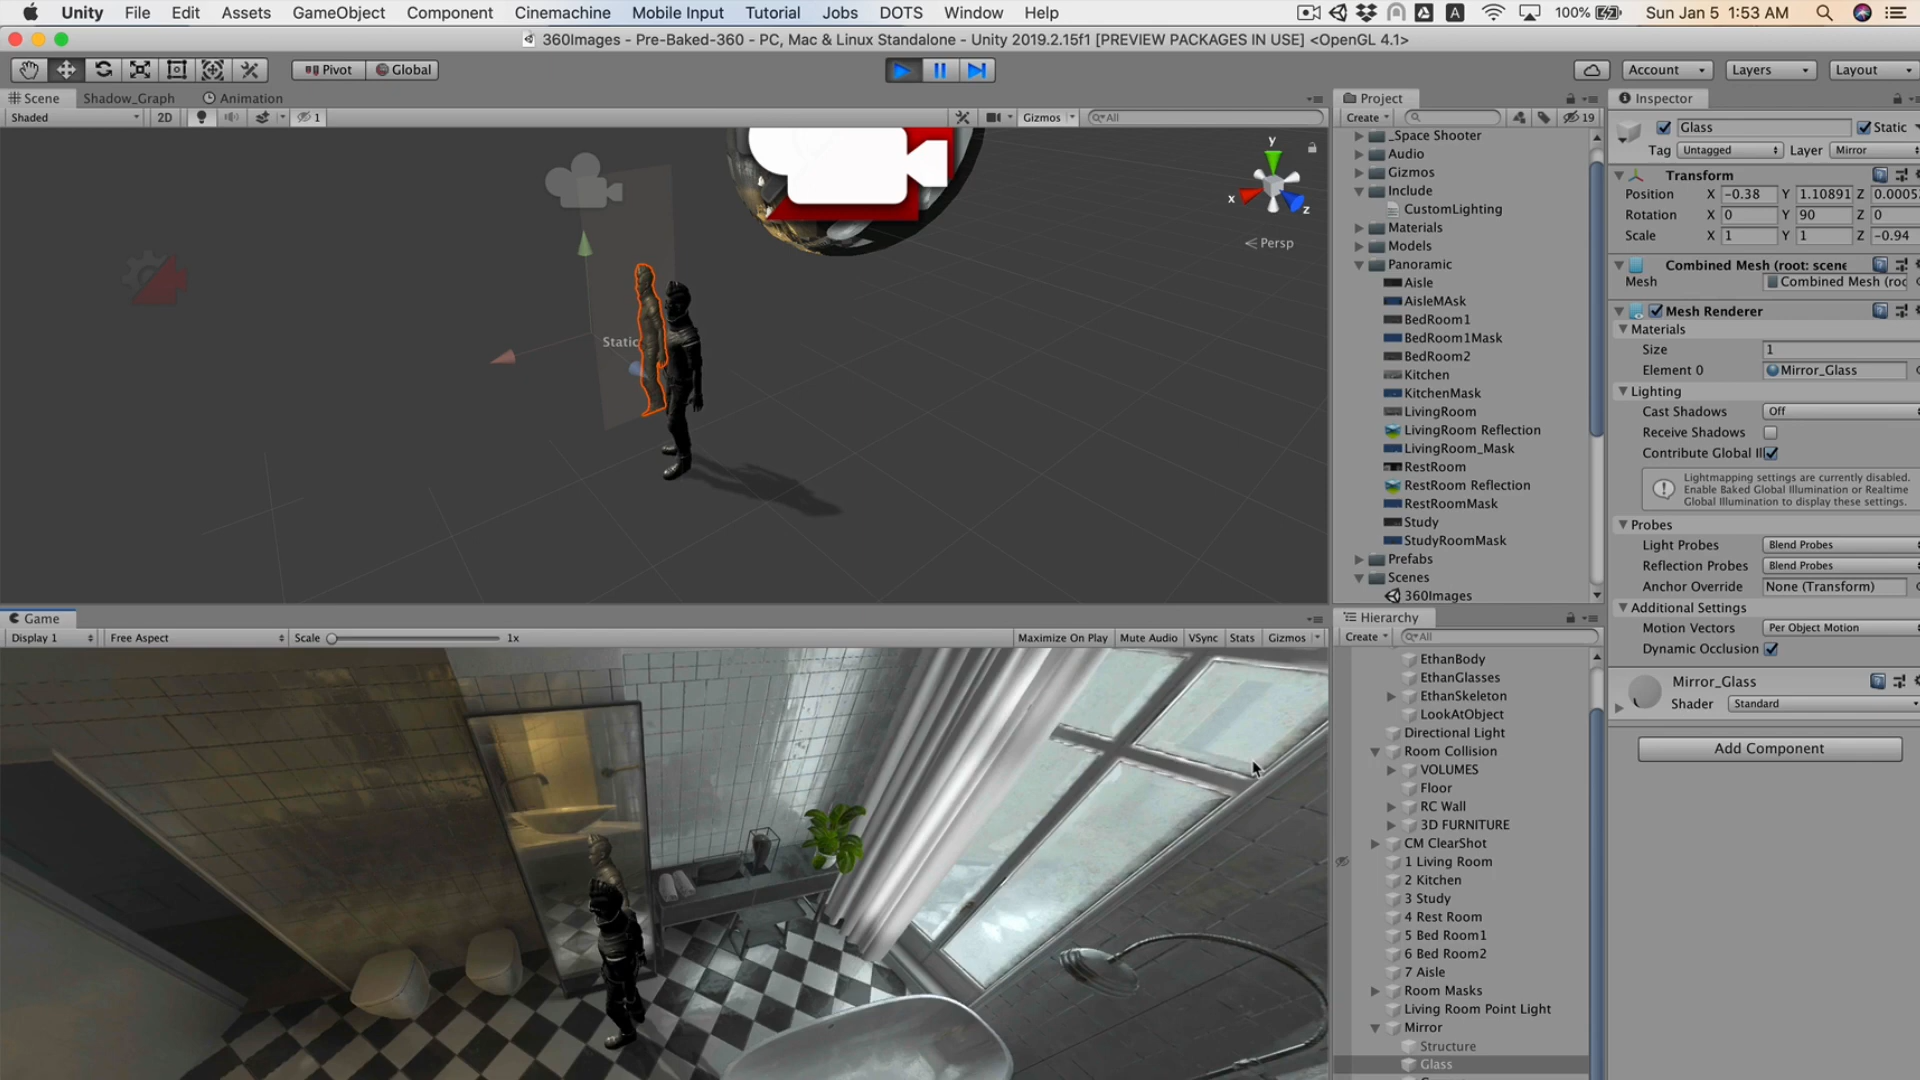 Unity File Edit Assets GameObject Component Cinemachine Mobile Input Tutorial Jobs DOTS Window Help 100% Sun Jan 5 1:53 AM
360Images - Pre-Baked-360 - PC, Mac & Linux Standalone - Unity 2019.2.15f1 [PREVIEW PACKAGES IN USE] <OpenGL 4.1>
Pivot Global Account Layers Layout
Scene Shadow_Graph Animation
Shaded 2D 1 Gizmos All
y
x
z
Persp
Static
Project
Create 19
_Space Shooter
Audio
Gizmos
Include
CustomLighting
Materials
Models
Panoramic
Aisle
AisleMAsk
BedRoom1
BedRoom1Mask
BedRoom2
Kitchen
KitchenMask
LivingRoom
LivingRoom Reflection
LivingRoom_Mask
RestRoom
RestRoom Reflection
RestRoomMask
Study
StudyRoomMask
Prefabs
Scenes
360Images
Inspector
Glass Static
Tag Untagged Layer Mirror
Transform
Position X -0.38 Y 1.10891 Z 0.0005
Rotation X 0 Y 90 Z 0
Scale X 1 Y 1 Z -0.94
Combined Mesh (root: scene
Mesh Combined Mesh (roo
Mesh Renderer
Materials
Size 1
Element 0 Mirror_Glass
Lighting
Cast Shadows Off
Receive Shadows
Contribute Global Il
Lightmapping settings are currently disabled.
Enable Baked Global Illumination or Realtime
Global Illumination to display these settings.
Probes
Light Probes Blend Probes
Reflection Probes Blend Probes
Anchor Override None (Transform)
Additional Settings
Motion Vectors Per Object Motion
Dynamic Occlusion
Mirror_Glass
Shader Standard
Add Component
Game
Display 1 Free Aspect Scale 1x Maximize On Play Mute Audio VSync Stats Gizmos
Hierarchy
Create All
EthanBody
EthanGlasses
EthanSkeleton
LookAtObject
Directional Light
Room Collision
VOLUMES
Floor
RC Wall
3D FURNITURE
CM ClearShot
1 Living Room
2 Kitchen
3 Study
4 Rest Room
5 Bed Room1
6 Bed Room2
7 Aisle
Room Masks
Living Room Point Light
Mirror
Structure
Glass